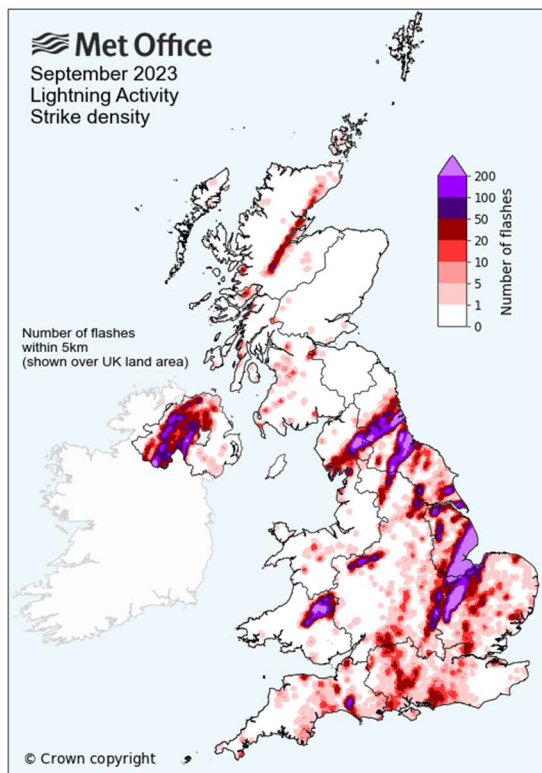 Met Office
September 2023
Lightning Activity
Strike density
200
100
50
20
10
5
1
0
Number of flashes
Number of flashes
within 5km
(shown over UK land area)
© Crown copyright